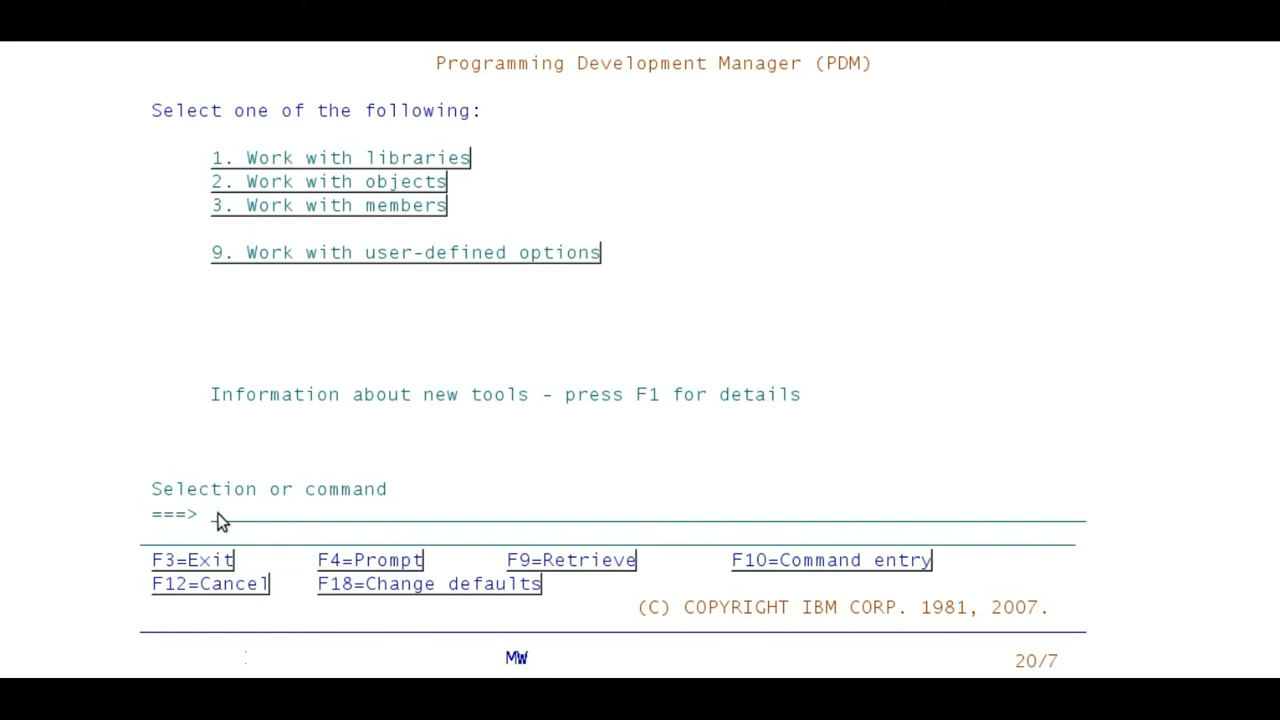 Programming Development Manager (PDM)
Select one of the following:
1. Work with libraries
2. Work with objects
3. Work with members
9. Work with user-defined options
Information about new tools - press F1 for details
Selection or command
===>
F3=Exit F4=Prompt F9=Retrieve F10=Command entry
F12=Cancel F18=Change defaults
(C) COPYRIGHT IBM CORP. 1981, 2007.
MW 20/7